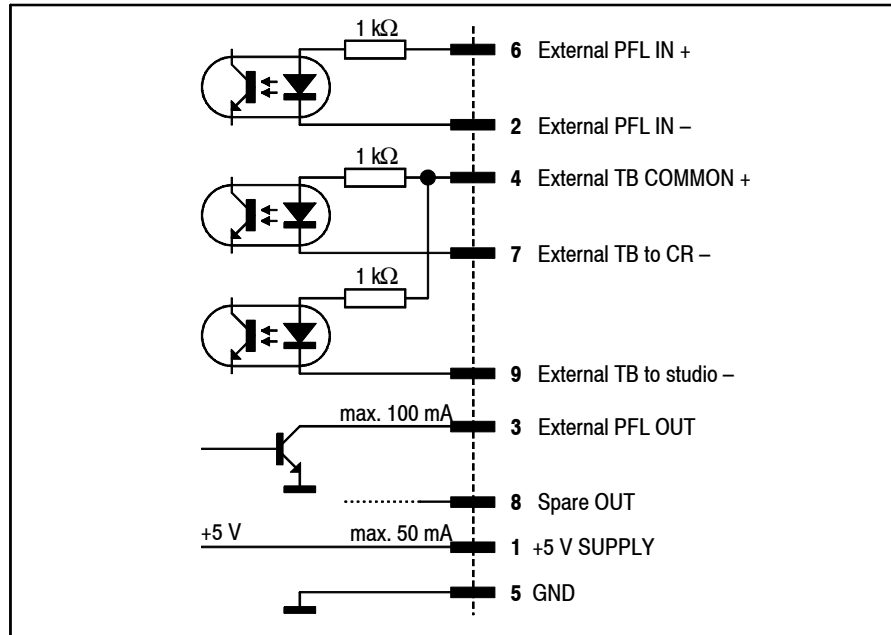 1 kΩ
6 External PFL IN +
2 External PFL IN –
1 kΩ
4 External TB COMMON +
7 External TB to CR –
1 kΩ
9 External TB to studio –
max. 100 mA
3 External PFL OUT
8 Spare OUT
+5 V max. 50 mA
1 +5 V SUPPLY
5 GND